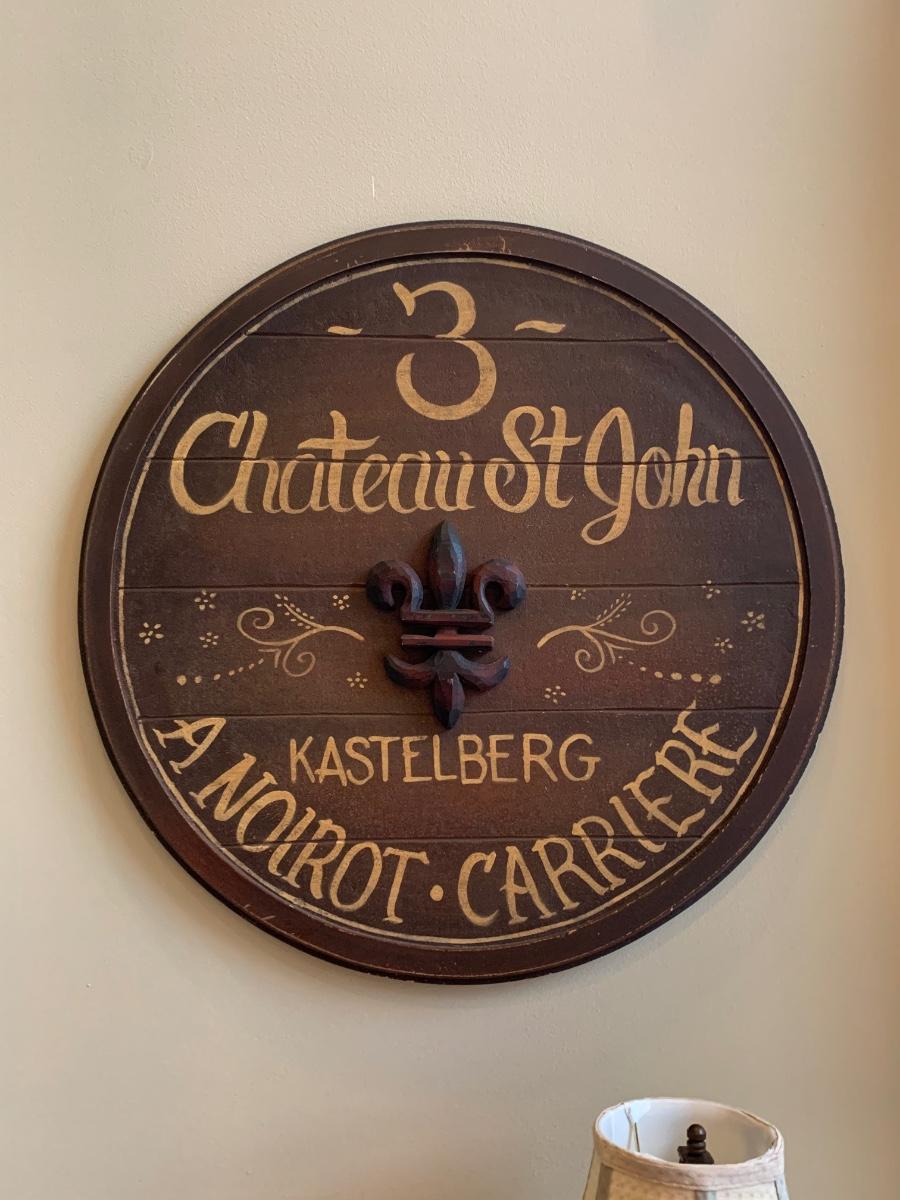 ~ 3 ~
Chateau St John
KASTELBERG
A NOIROT · CARRIERE